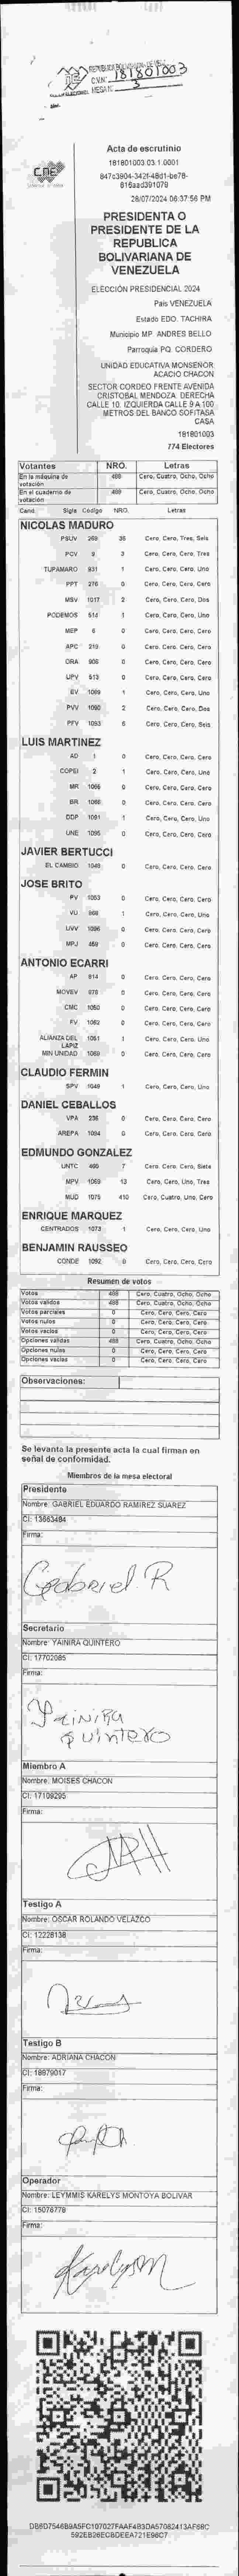 REPUBLICA BOLIVARIANA DE VENEZUELA
CNE
C.V.N° 181801003
MESA N° 3
Acta de escrutinio
181801003.03.1.0001
847c3904-342f-48d1-be78-
616aad391079
28/07/2024 06:37:56 PM
PRESIDENTA O
PRESIDENTE DE LA
REPUBLICA
BOLIVARIANA DE
VENEZUELA
ELECCIÓN PRESIDENCIAL 2024
Pais VENEZUELA
Estado EDO. TACHIRA
Municipio MP. ANDRES BELLO
Parroquia PQ. CORDERO
UNIDAD EDUCATIVA MONSEÑOR
ACACIO CHACON
SECTOR CORDEO FRENTE AVENIDA
CRISTOBAL MENDOZA. DERECHA
CALLE 10. IZQUIERDA CALLE 9 A 100
METROS DEL BANCO SOFITASA
CASA
181801003
774 Electores
Votantes NRO. Letras
En la máquina de votación 488 Cero, Cuatro, Ocho, Ocho
En el cuaderno de votación 488 Cero, Cuatro, Ocho, Ocho
Cand. Sigla Código NRO. Letras
NICOLAS MADURO
PSUV 269 36 Cero, Cero, Tres, Seis
PCV 9 3 Cero, Cero, Cero, Tres
TUPAMARO 931 1 Cero, Cero, Cero, Uno
PPT 276 0 Cero, Cero, Cero, Cero
MSV 1017 2 Cero, Cero, Cero, Dos
PODEMOS 514 1 Cero, Cero, Cero, Uno
MEP 6 0 Cero, Cero, Cero, Cero
APC 219 0 Cero, Cero, Cero, Cero
ORA 906 0 Cero, Cero, Cero, Cero
UPV 513 0 Cero, Cero, Cero, Cero
EV 1069 1 Cero, Cero, Cero, Uno
PVV 1090 2 Cero, Cero, Cero, Dos
PFV 1093 6 Cero, Cero, Cero, Seis
LUIS MARTINEZ
AD 1 0 Cero, Cero, Cero, Cero
COPEI 2 1 Cero, Cero, Cero, Uno
MR 1066 0 Cero, Cero, Cero, Cero
BR 1068 0 Cero, Cero, Cero, Cero
DDP 1091 1 Cero, Cero, Cero, Uno
UNE 1095 0 Cero, Cero, Cero, Cero
JAVIER BERTUCCI
EL CAMBIO 1048 0 Cero, Cero, Cero, Cero
JOSE BRITO
PV 1053 0 Cero, Cero, Cero, Cero
VU 868 1 Cero, Cero, Cero, Uno
UVV 1096 0 Cero, Cero, Cero, Cero
MPJ 459 0 Cero, Cero, Cero, Cero
ANTONIO ECARRI
AP 814 0 Cero, Cero, Cero, Cero
MOVEV 976 0 Cero, Cero, Cero, Cero
CMC 1050 0 Cero, Cero, Cero, Cero
FV 1062 0 Cero, Cero, Cero, Cero
ALIANZA DEL LAPIZ 1051 1 Cero, Cero, Cero, Uno
MIN UNIDAD 1089 0 Cero, Cero, Cero, Cero
CLAUDIO FERMIN
SPV 1049 1 Cero, Cero, Cero, Uno
DANIEL CEBALLOS
VPA 236 0 Cero, Cero, Cero, Cero
AREPA 1094 0 Cero, Cero, Cero, Cero
EDMUNDO GONZALEZ
UNTC 460 7 Cero, Cero, Cero, Siete
MPV 1069 13 Cero, Cero, Uno, Tres
MUD 1075 410 Cero, Cuatro, Uno, Cero
ENRIQUE MARQUEZ
CENTRADOS 1073 1 Cero, Cero, Cero, Uno
BENJAMIN RAUSSEO
CONDE 1092 0 Cero, Cero, Cero, Cero
Resumen de votos
Votos 488 Cero, Cuatro, Ocho, Ocho
Votos validos 488 Cero, Cuatro, Ocho, Ocho
Votos parciales 0 Cero, Cero, Cero, Cero
Votos nulos 0 Cero, Cero, Cero, Cero
Votos vacios 0 Cero, Cero, Cero, Cero
Opciones validas 488 Cero, Cuatro, Ocho, Ocho
Opciones nulas 0 Cero, Cero, Cero, Cero
Opciones vacias 0 Cero, Cero, Cero, Cero
Observaciones:
Se levanta la presente acta la cual firman en
señal de conformidad.
Miembros de la mesa electoral
Presidente
Nombre: GABRIEL EDUARDO RAMIREZ SUAREZ
CI: 13663484
Firma:
Gabriel R
Secretario
Nombre: YAINIRA QUINTERO
CI: 17702085
Firma:
Yainira
Quintero
Miembro A
Nombre: MOISES CHACON
CI: 17109295
Firma:
Testigo A
Nombre: OSCAR ROLANDO VELAZCO
CI: 12228138
Firma:
Testigo B
Nombre: ADRIANA CHACON
CI: 18879017
Firma:
Operador
Nombre: LEYMMIS KARELYS MONTOYA BOLIVAR
CI: 15076778
Firma:
KarelysM
DB8D7546B9A5FC107027FAAF4B3DA57082413AF68C
592EB26ECBDEEA721E96C7